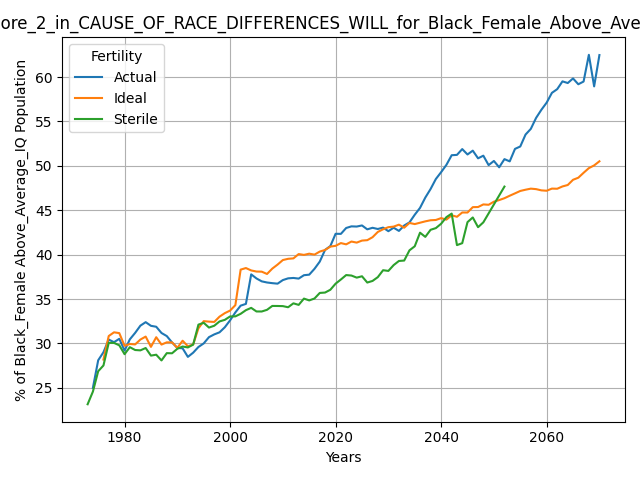 ore_2_in_CAUSE_OF_RACE_DIFFERENCES_WILL_for_Black_Female_Above_Ave
% of Black_Female Above_Average_IQ Population
Fertility
Actual
Ideal
Sterile
60
55
50
45
40
35
30
25
1980 2000 2020 2040 2060
Years